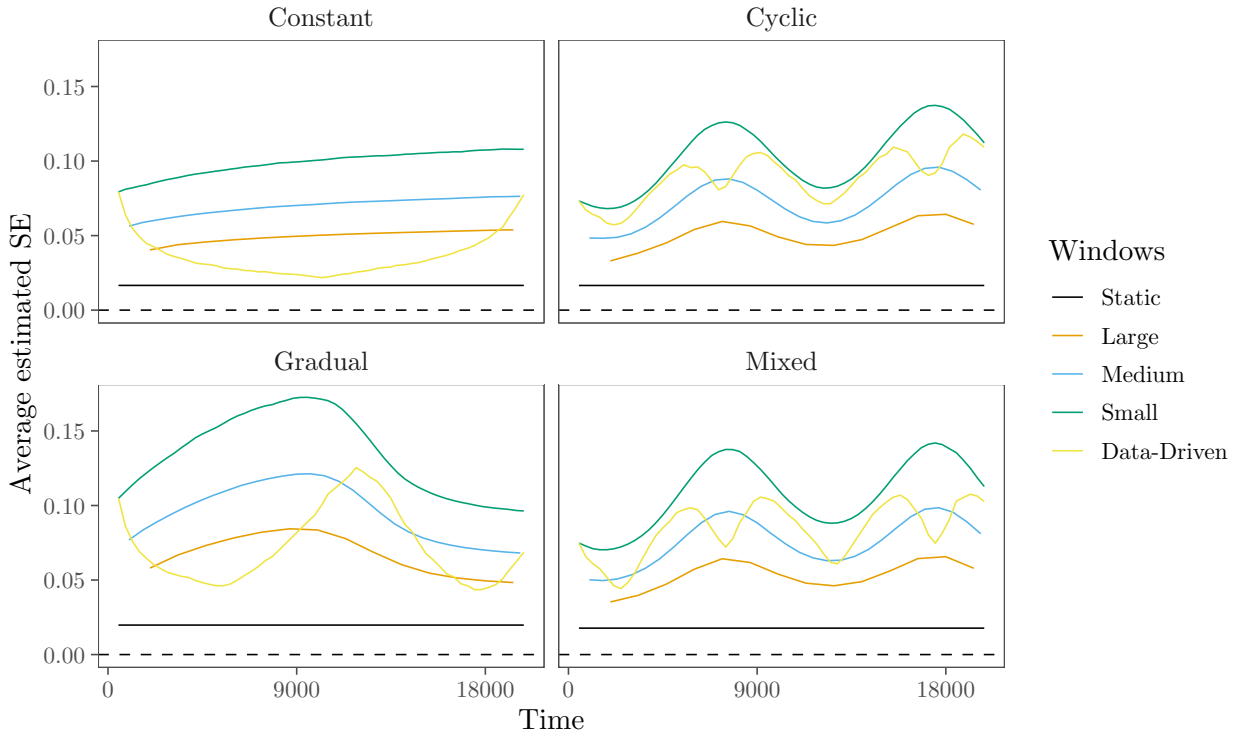 Constant
Cyclic
0.15
0.10
0.05
0.00
Gradual
Mixed
0.15
0.10
0.05
0.00
0
9000
18000
0
9000
18000
Time
Average estimated SE
Windows
Static
Large
Medium
Small
Data-Driven